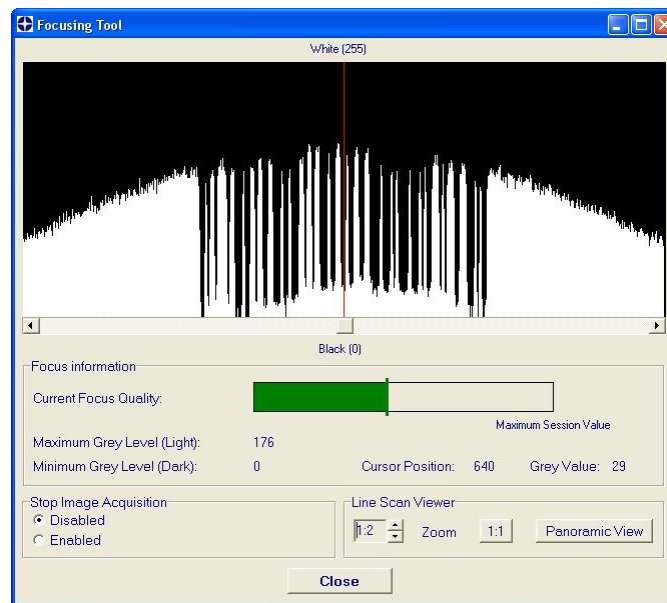 Focusing Tool
White (255)
Black (0)
Focus information
Current Focus Quality:
Maximum Session Value
Maximum Grey Level (Light): 176
Minimum Grey Level (Dark): 0 Cursor Position: 640 Grey Value: 29
Stop Image Acquisition
Disabled
Enabled
Line Scan Viewer
1:2 Zoom 1:1 Panoramic View
Close